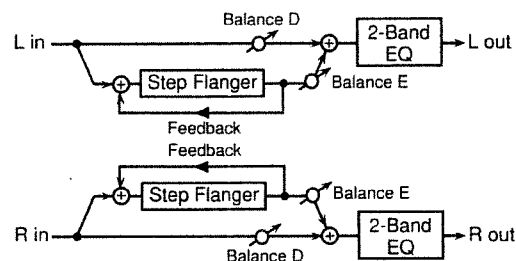 Balance D
L in
2-Band
EQ
L out
Step Flanger
Balance E
Feedback
Feedback
Step Flanger
Balance E
R in
Balance D
2-Band
EQ
R out